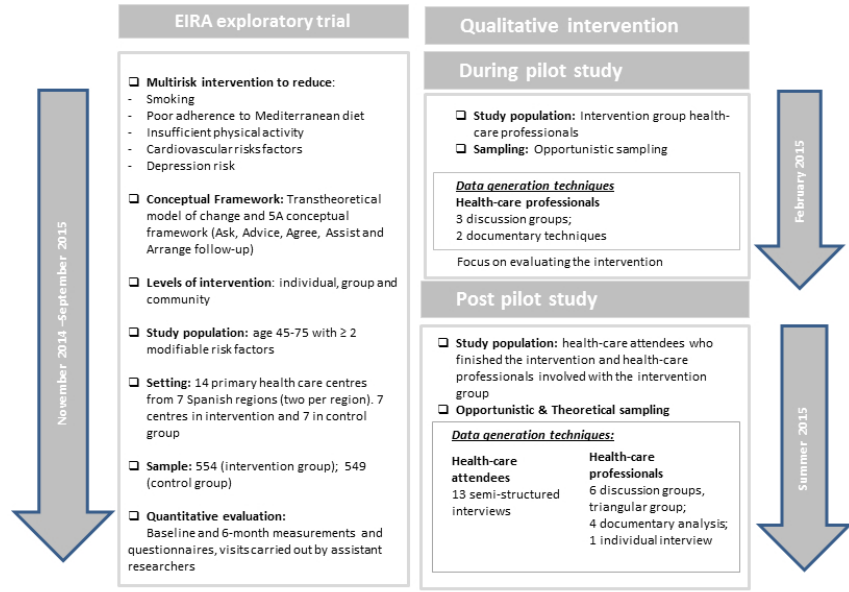 EIRA exploratory trial
November 2014 –September 2015
❑ Multirisk intervention to reduce:
- Smoking
- Poor adherence to Mediterranean diet
- Insufficient physical activity
- Cardiovascular risks factors
- Depression risk
❑ Conceptual Framework: Transtheoretical
model of change and 5A conceptual
framework (Ask, Advice, Agree, Assist and
Arrange follow-up)
❑ Levels of intervention: individual, group and
community
❑ Study population: age 45-75 with ≥ 2
modifiable risk factors
❑ Setting: 14 primary health care centres
from 7 Spanish regions (two per region). 7
centres in intervention and 7 in control
group
❑ Sample: 554 (intervention group); 549
(control group)
❑ Quantitative evaluation:
Baseline and 6-month measurements and
questionnaires, visits carried out by assistant
researchers
Qualitative intervention
During pilot study
❑ Study population: Intervention group health-
care professionals
❑ Sampling: Opportunistic sampling
Data generation techniques
Health-care professionals
3 discussion groups;
2 documentary techniques
Focus on evaluating the intervention
February 2015
Post pilot study
❑ Study population: health-care attendees who
finished the intervention and health-care
professionals involved with the intervention
group
❑ Opportunistic & Theoretical sampling
Data generation techniques:
Health-care
attendees
13 semi-structured
interviews
Health-care
professionals
6 discussion groups,
triangular group;
4 documentary analysis;
1 individual interview
Summer 2015